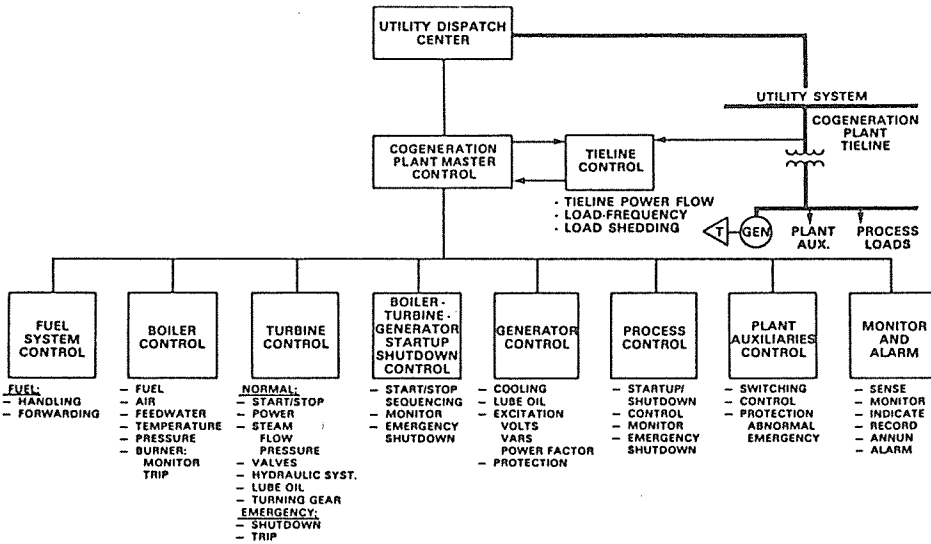 UTILITY DISPATCH
CENTER
UTILITY SYSTEM
COGENERATION
PLANT
TIELINE
COGENERATION
PLANT MASTER
CONTROL
TIELINE
CONTROL
· TIELINE POWER FLOW
· LOAD-FREQUENCY
· LOAD SHEDDING
T
GEN
PLANT
AUX.
PROCESS
LOADS
FUEL
SYSTEM
CONTROL
FUEL:
– HANDLING
– FORWARDING
BOILER
CONTROL
– FUEL
– AIR
– FEEDWATER
– TEMPERATURE
– PRESSURE
– BURNER:
MONITOR
TRIP
TURBINE
CONTROL
NORMAL:
– START/STOP
– POWER
– STEAM
FLOW
PRESSURE
– VALVES
– HYDRAULIC SYST.
– LUBE OIL
– TURNING GEAR
EMERGENCY:
– SHUTDOWN
– TRIP
BOILER -
TURBINE -
GENERATOR
STARTUP
SHUTDOWN
CONTROL
– START/STOP
SEQUENCING
– MONITOR
– EMERGENCY
SHUTDOWN
GENERATOR
CONTROL
– COOLING
– LUBE OIL
– EXCITATION
VOLTS
VARS
POWER FACTOR
– PROTECTION
PROCESS
CONTROL
– STARTUP/
SHUTDOWN
– CONTROL
– MONITOR
– EMERGENCY
SHUTDOWN
PLANT
AUXILIARIES
CONTROL
– SWITCHING
– CONTROL
– PROTECTION
ABNORMAL
EMERGENCY
MONITOR
AND
ALARM
– SENSE
– MONITOR
– INDICATE
– RECORD
– ANNUN
– ALARM